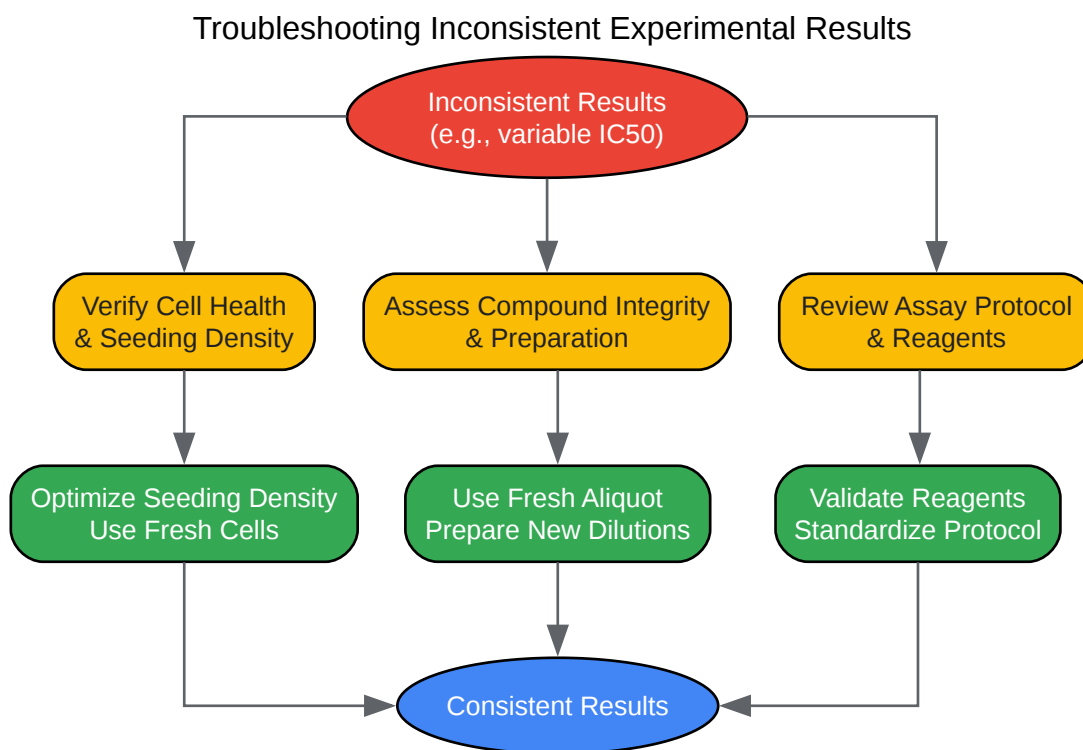 Troubleshooting Inconsistent Experimental Results
Inconsistent Results
(e.g., variable IC50)
Verify Cell Health
& Seeding Density
Assess Compound Integrity
& Preparation
Review Assay Protocol
& Reagents
Optimize Seeding Density
Use Fresh Cells
Use Fresh Aliquot
Prepare New Dilutions
Validate Reagents
Standardize Protocol
Consistent Results